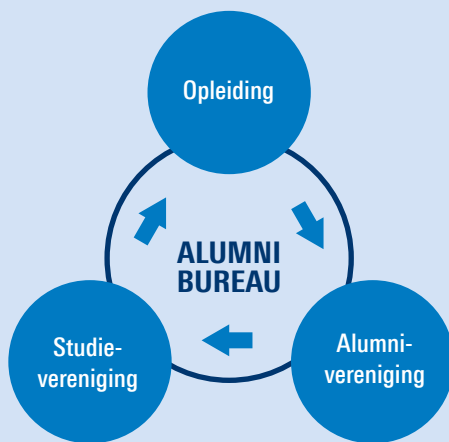 Opleiding
ALUMNI
BUREAU
Studie-
vereniging
Alumni-
vereniging